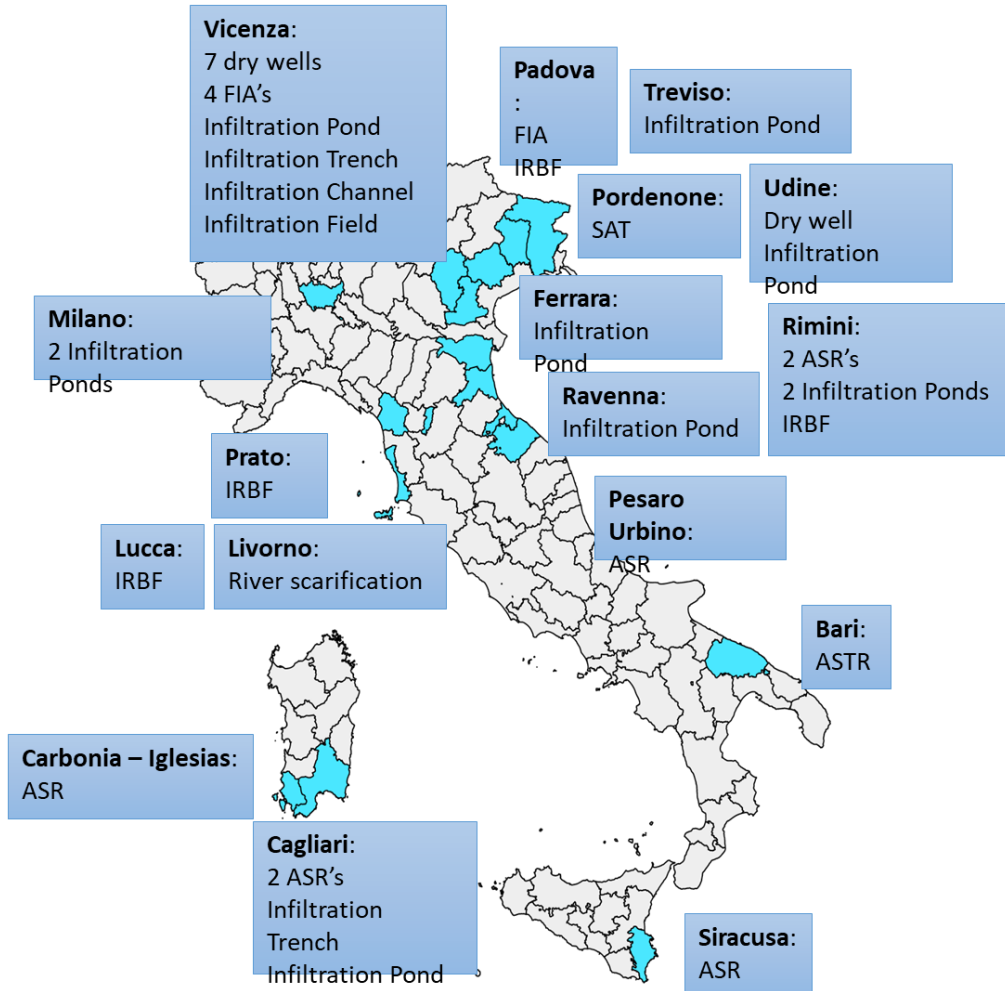 Vicenza:
7 dry wells
4 FIA's
Infiltration Pond
Infiltration Trench
Infiltration Channel
Infiltration Field
Padova
:
FIA
IRBF
Treviso:
Infiltration Pond
Pordenone:
SAT
Udine:
Dry well
Infiltration
Pond
Milano:
2 Infiltration
Ponds
Ferrara:
Infiltration
Pond
Rimini:
2 ASR's
2 Infiltration Ponds
IRBF
Ravenna:
Infiltration Pond
Prato:
IRBF
Pesaro
Urbino:
ASR
Lucca:
IRBF
Livorno:
River scarification
Bari:
ASTR
Carbonia – Iglesias:
ASR
Cagliari:
2 ASR's
Infiltration
Trench
Infiltration Pond
Siracusa:
ASR